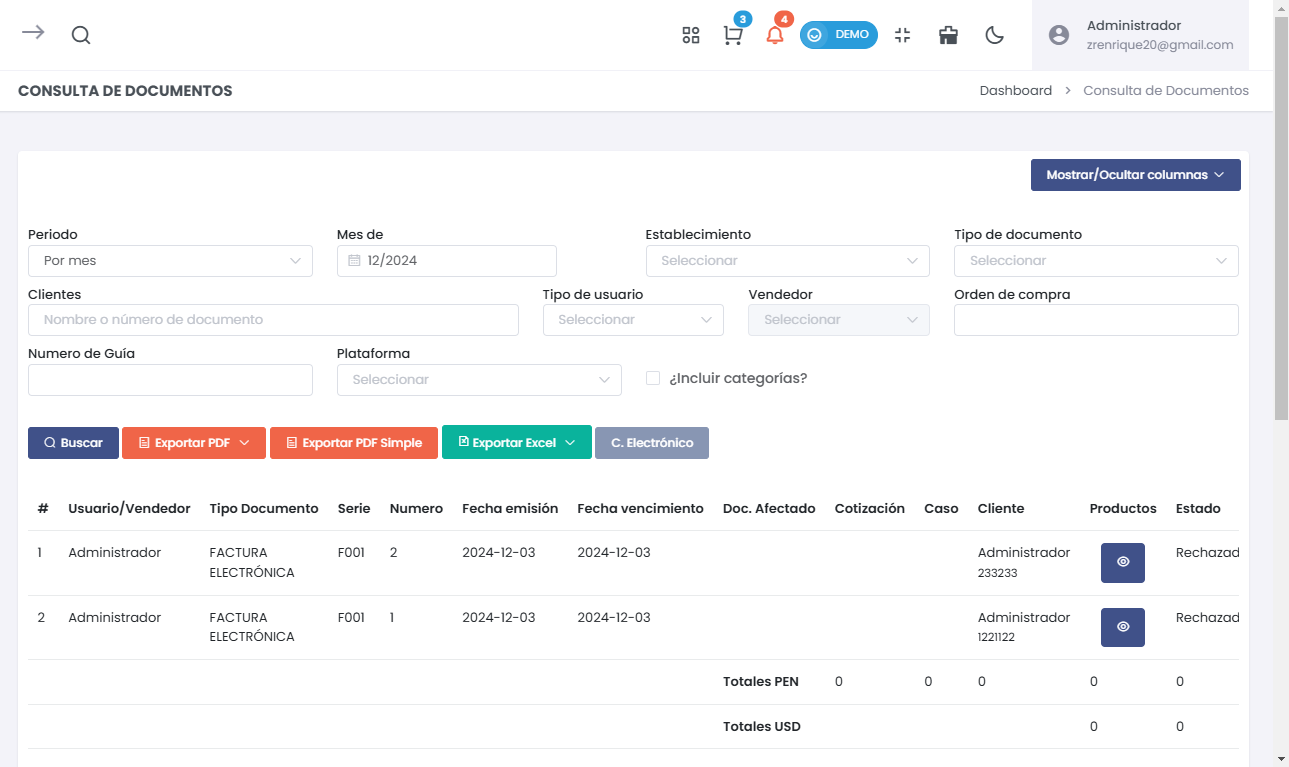 3
4
DEMO
Administrador
zrenrique20@gmail.com
CONSULTA DE DOCUMENTOS
Dashboard > Consulta de Documentos
Mostrar/Ocultar columnas
Periodo Mes de Establecimiento Tipo de documento
Por mes 12/2024 Seleccionar Seleccionar
Clientes Tipo de usuario Vendedor Orden de compra
Nombre o número de documento Seleccionar Seleccionar
Numero de Guía Plataforma
Seleccionar ¿Incluir categorías?
Buscar Exportar PDF Exportar PDF Simple Exportar Excel C. Electrónico
# Usuario/Vendedor Tipo Documento Serie Numero Fecha emisión Fecha vencimiento Doc. Afectado Cotización Caso Cliente Productos Estado
1 Administrador FACTURA F001 2 2024-12-03 2024-12-03 Administrador Rechazad
ELECTRÓNICA 233233
2 Administrador FACTURA F001 1 2024-12-03 2024-12-03 Administrador Rechazad
ELECTRÓNICA 1221122
Totales PEN 0 0 0 0 0
Totales USD 0 0